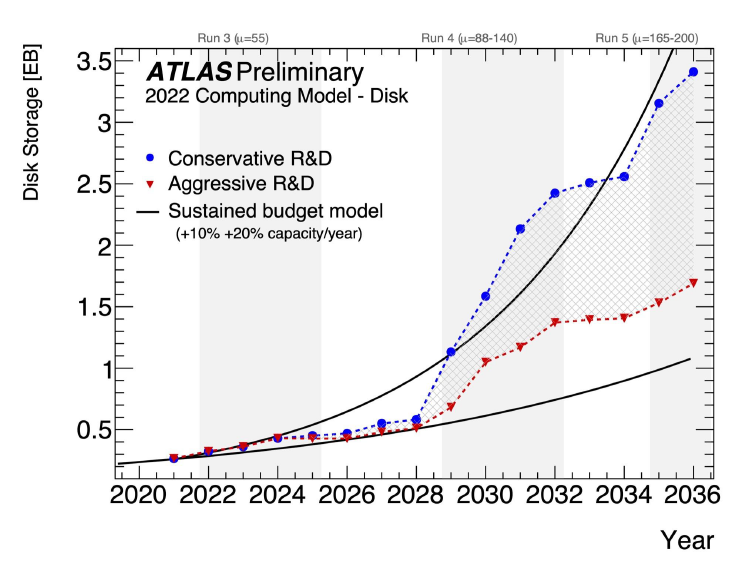 Run 3 (μ=55)
Run 4 (μ=88-140)
Run 5 (μ=165-200)
Disk Storage [EB]
ATLAS Preliminary
2022 Computing Model - Disk
Conservative R&D
Aggressive R&D
Sustained budget model
(+10% +20% capacity/year)
3.5
3
2.5
2
1.5
1
0.5
2020 2022 2024 2026 2028 2030 2032 2034 2036
Year